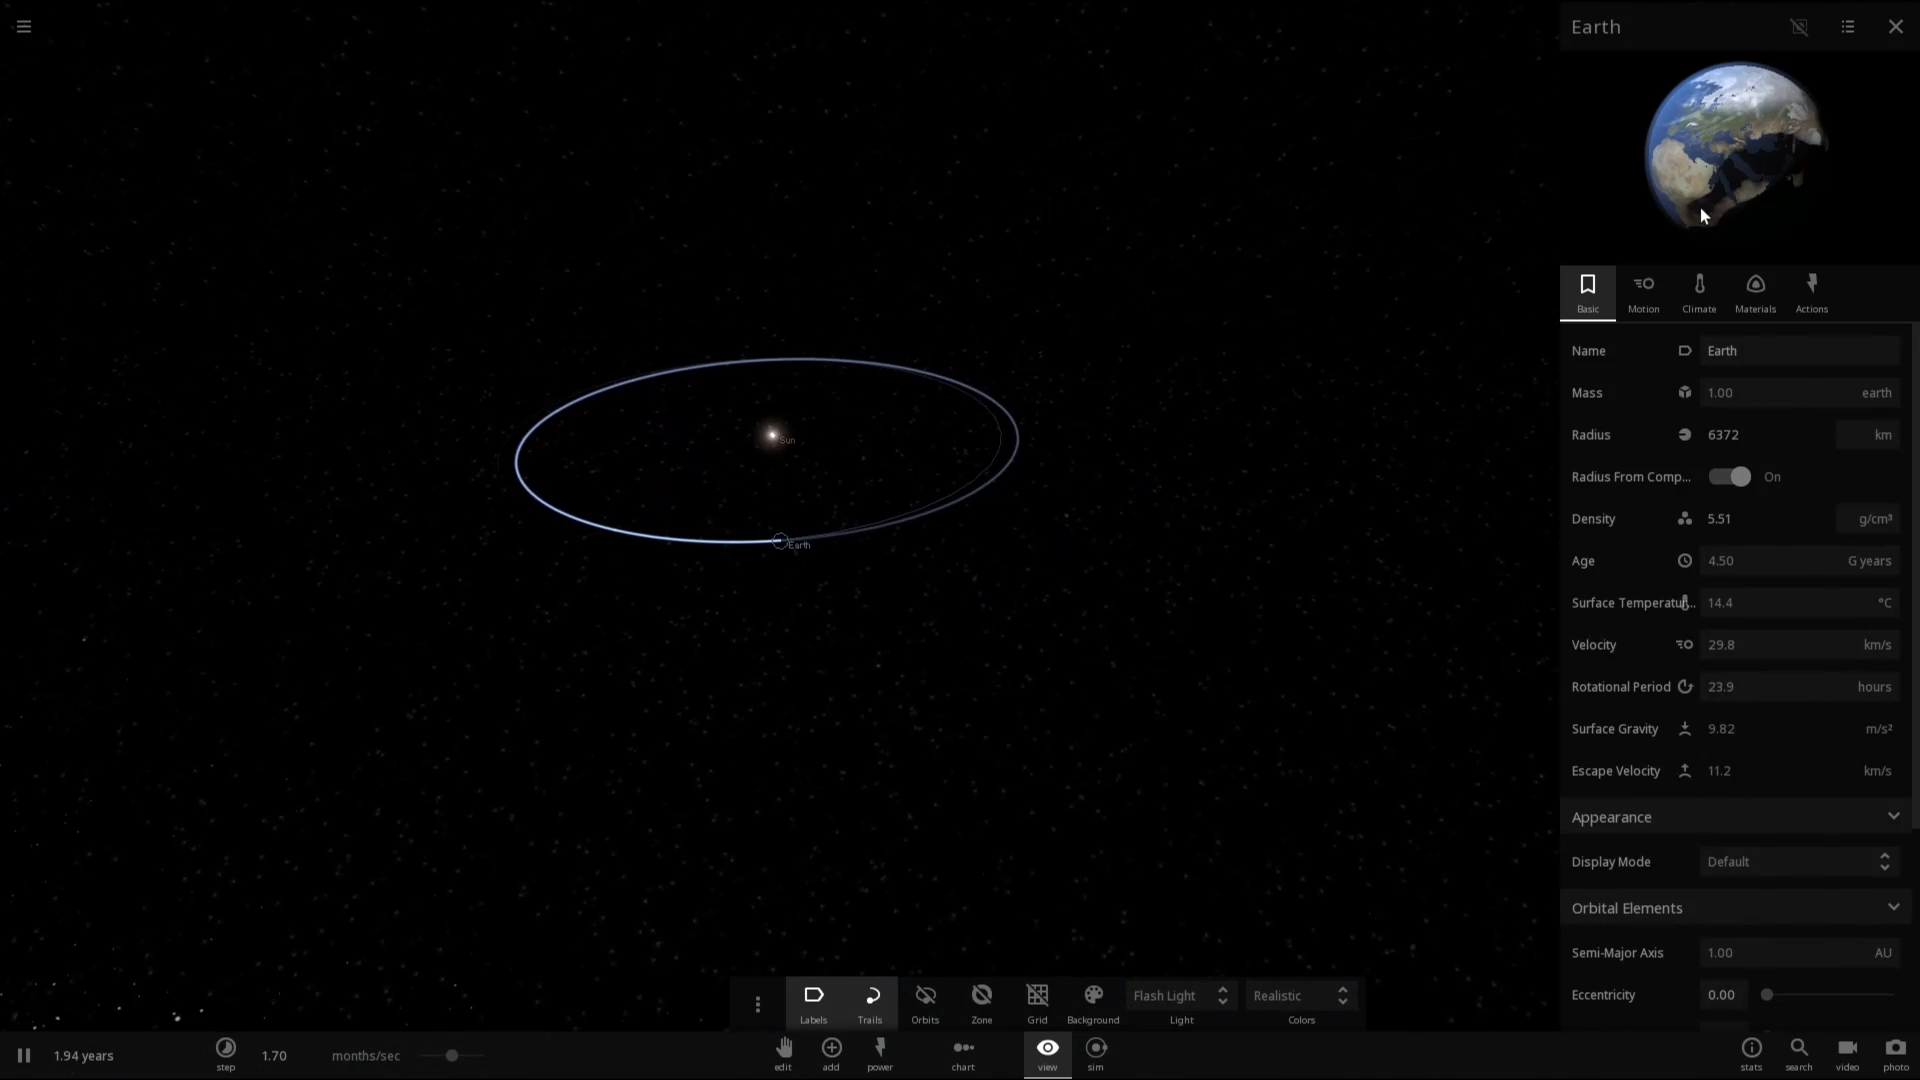 Earth
Basic Motion Climate Materials Actions
Name Earth
Mass 1.00 earth
Radius 6372 km
Radius From Comp... On
Density 5.51 g/cm³
Age 4.50 G years
Surface Temperatur... 14.4 °C
Velocity 29.8 km/s
Rotational Period 23.9 hours
Surface Gravity 9.82 m/s²
Escape Velocity 11.2 km/s
Appearance
Display Mode Default
Orbital Elements
Semi-Major Axis 1.00 AU
Eccentricity 0.00
Sun
Earth
Flash Light Realistic
Labels Trails Orbits Zone Grid Background Light Colors
1.94 years step 1.70 months/sec edit add power chart view sim stats search video photo